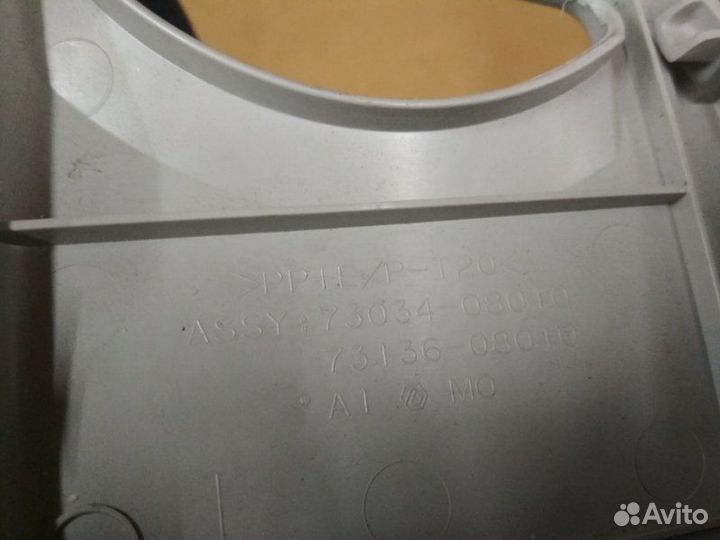 >PP+E/P-T20<
ASSY:73034-08010
73136-08010
A1 MO
Avito